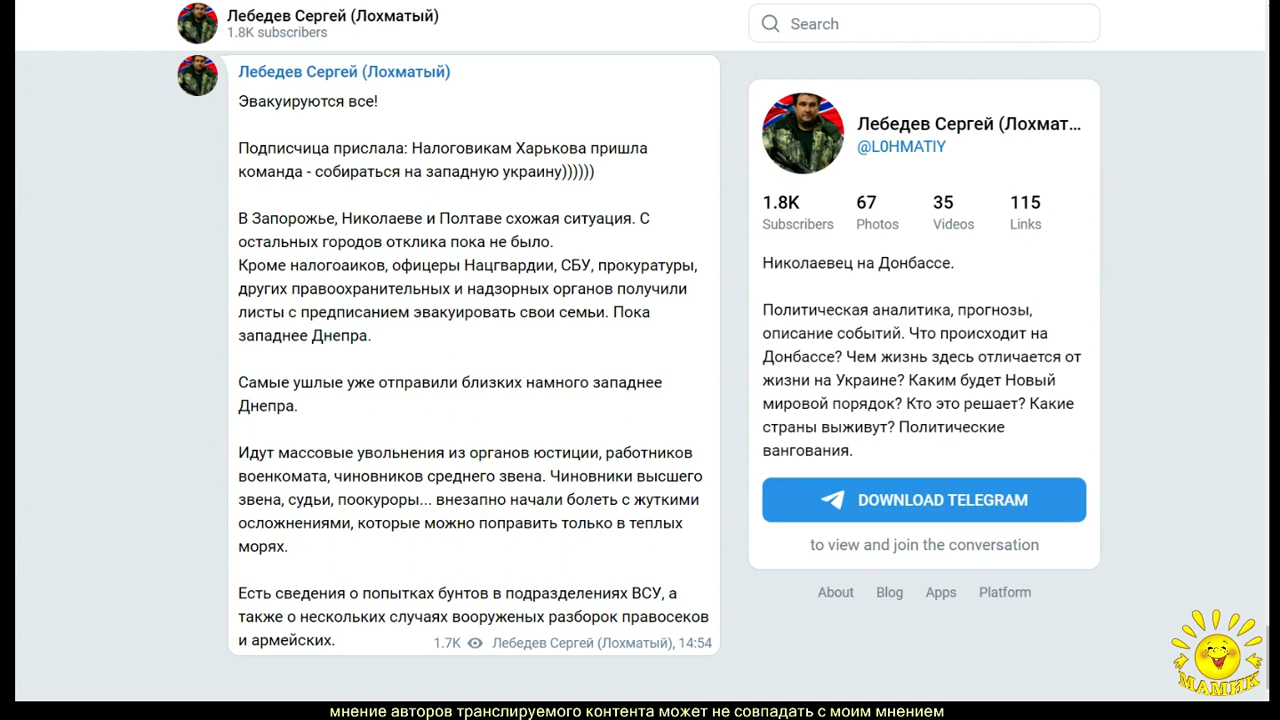 Лебедев Сергей (Лохматый)
1.8K subscribers
Search
Лебедев Сергей (Лохматый)
Эвакуируются все!
Подписчица прислала: Налоговикам Харькова пришла
команда - собираться на западную украину))))))
В Запорожье, Николаеве и Полтаве схожая ситуация. С
остальных городов отклика пока не было.
Кроме налогоаиков, офицеры Нацгвардии, СБУ, прокуратуры,
других правоохранительных и надзорных органов получили
листы с предписанием эвакуировать свои семьи. Пока
западнее Днепра.
Самые ушлые уже отправили близких намного западнее
Днепра.
Идут массовые увольнения из органов юстиции, работников
военкомата, чиновников среднего звена. Чиновники высшего
звена, судьи, поокуроры... внезапно начали болеть с жуткими
осложнениями, которые можно поправить только в теплых
морях.
Есть сведения о попытках бунтов в подразделениях ВСУ, а
также о нескольких случаях вооруженых разборок правосеков
и армейских.
1.7K Лебедев Сергей (Лохматый), 14:54
Лебедев Сергей (Лохмат...
@L0HMATIY
1.8K 67 35 115
Subscribers Photos Videos Links
Николаевец на Донбассе.
Политическая аналитика, прогнозы,
описание событий. Что происходит на
Донбассе? Чем жизнь здесь отличается от
жизни на Украине? Каким будет Новый
мировой порядок? Кто это решает? Какие
страны выживут? Политические
вангования.
DOWNLOAD TELEGRAM
to view and join the conversation
About Blog Apps Platform
МАМИК
мнение авторов транслируемого контента может не совпадать с моим мнением